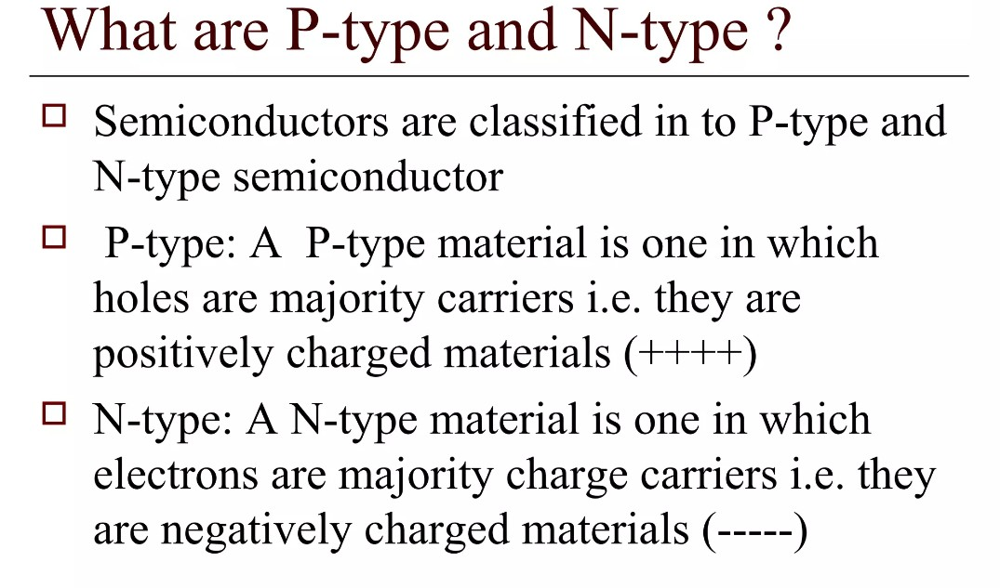 What are P-type and N-type ?
Semiconductors are classified in to P-type and
N-type semiconductor
P-type: A P-type material is one in which
holes are majority carriers i.e. they are
positively charged materials (++++)
N-type: A N-type material is one in which
electrons are majority charge carriers i.e. they
are negatively charged materials (-----)